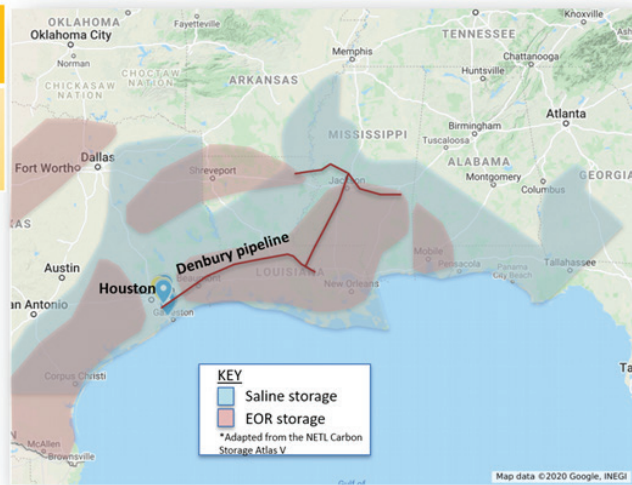 OKLAHOMA
Oklahoma City
Norman
Fayetteville
CHICKASAW
NATION
CHOCTAW
NATION
ARKANSAS
Memphis
TENNESSEE
Knoxville
Chattanooga
Huntsville
Atlanta
MISSISSIPPI
Birmingham
Tuscaloosa
ALABAMA
Montgomery
Columbus
GEORGIA
Fort Worth
Dallas
Shreveport
Jackson
Austin
an Antonio
Houston
Denbury pipeline
Beaumont
LOUISIANA
New Orleans
Mobile
Pensacola
Panama
City Beach
Tallahassee
Galveston
Corpus Christi
McAllen
Brownsville
KEY
Saline storage
EOR storage
*Adapted from the NETL Carbon
Storage Atlas V
Gulf of
Map data ©2020 Google, INEGI